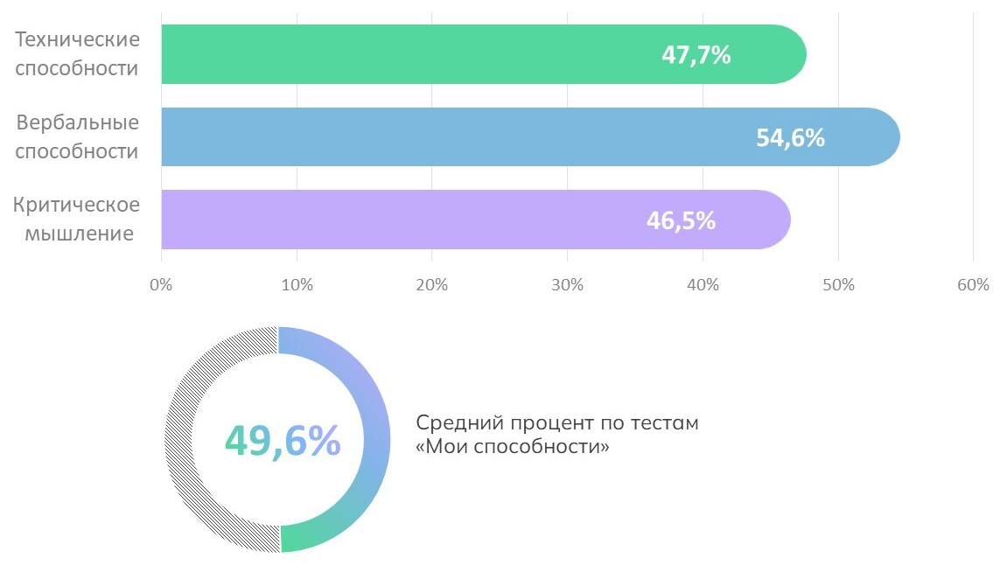 Технические
способности
47,7%
Вербальные
способности
54,6%
Критическое
мышление
46,5%
0% 10% 20% 30% 40% 50% 60%
49,6%
Средний процент по тестам
«Мои способности»